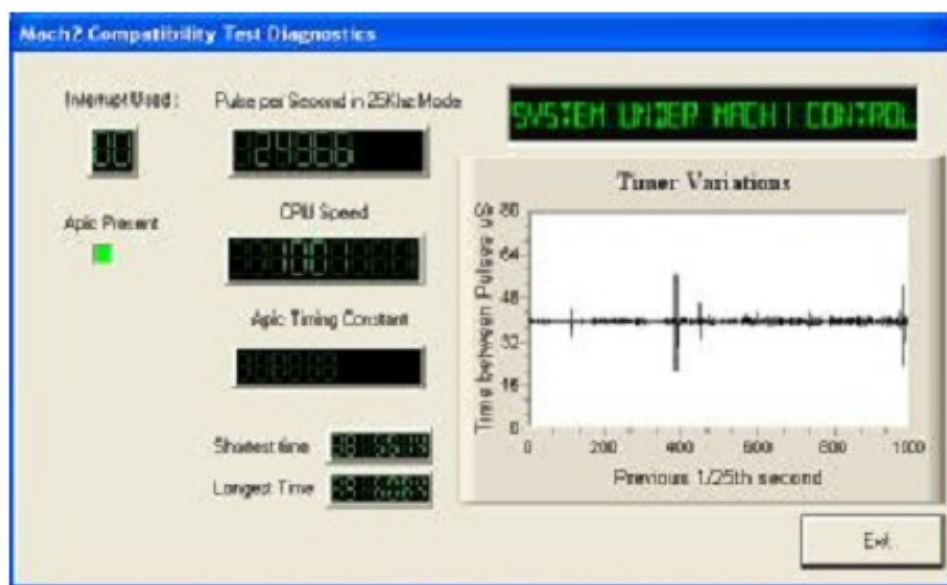 Mach2 Compatibility Test Diagnostics
Interrupt Used :
Pulse per Second in 25Khz Mode
24966
SYSTEM UNDER MACH1 CONTROL
Apic Present
CPU Speed
1001
Apic Timing Constant
Shortest time
Longest Time
Timer Variations
Time between Pulses uS
80
64
48
32
16
0
0 200 400 600 800 1000
Previous 1/25th second
Exit